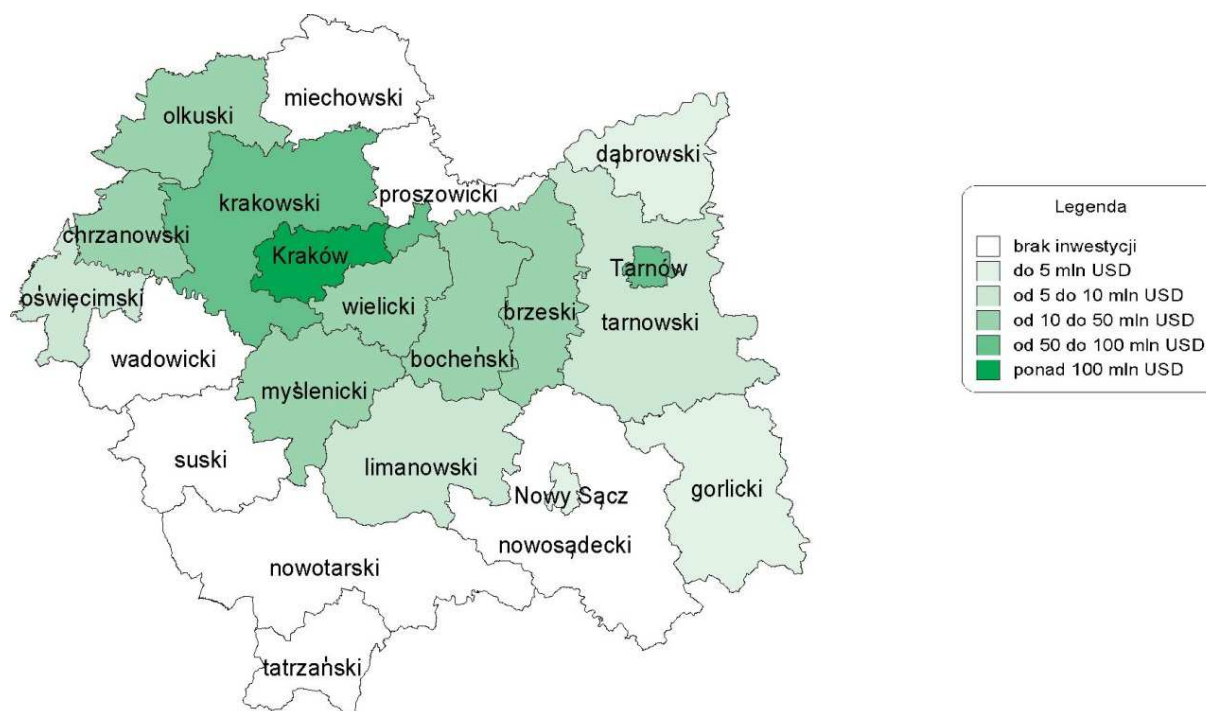 miechowski
olkuski
dąbrowski
proszowicki
krakowski
chrzanowski
Kraków
Tarnów
oświęcimski
wielicki
brzeski
tarnowski
wadowicki
bocheński
myślenicki
suski
limanowski
Nowy Sącz
gorlicki
nowosądecki
nowotarski
tatrzański
Legenda
brak inwestycji
do 5 mln USD
od 5 do 10 mln USD
od 10 do 50 mln USD
od 50 do 100 mln USD
ponad 100 mln USD